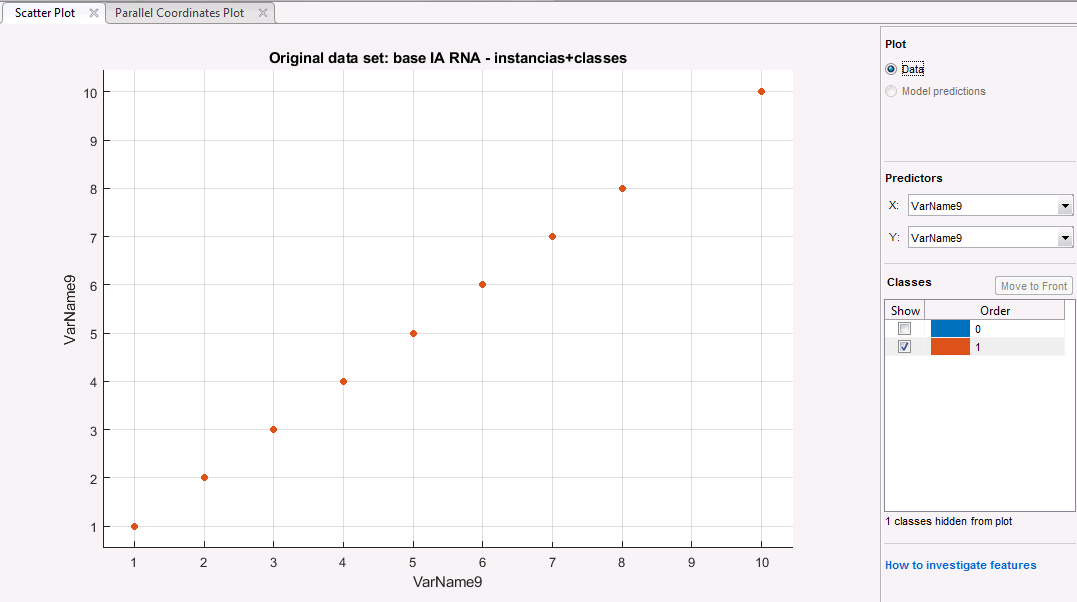 Scatter Plot
Parallel Coordinates Plot
Original data set: base IA RNA - instancias+classes
10
9
8
7
6
5
4
3
2
1
VarName9
1 2 3 4 5 6 7 8 9 10
VarName9
Plot
Data
Model predictions
Predictors
X: VarName9
Y: VarName9
Classes
Move to Front
Show Order
0
1
1 classes hidden from plot
How to investigate features